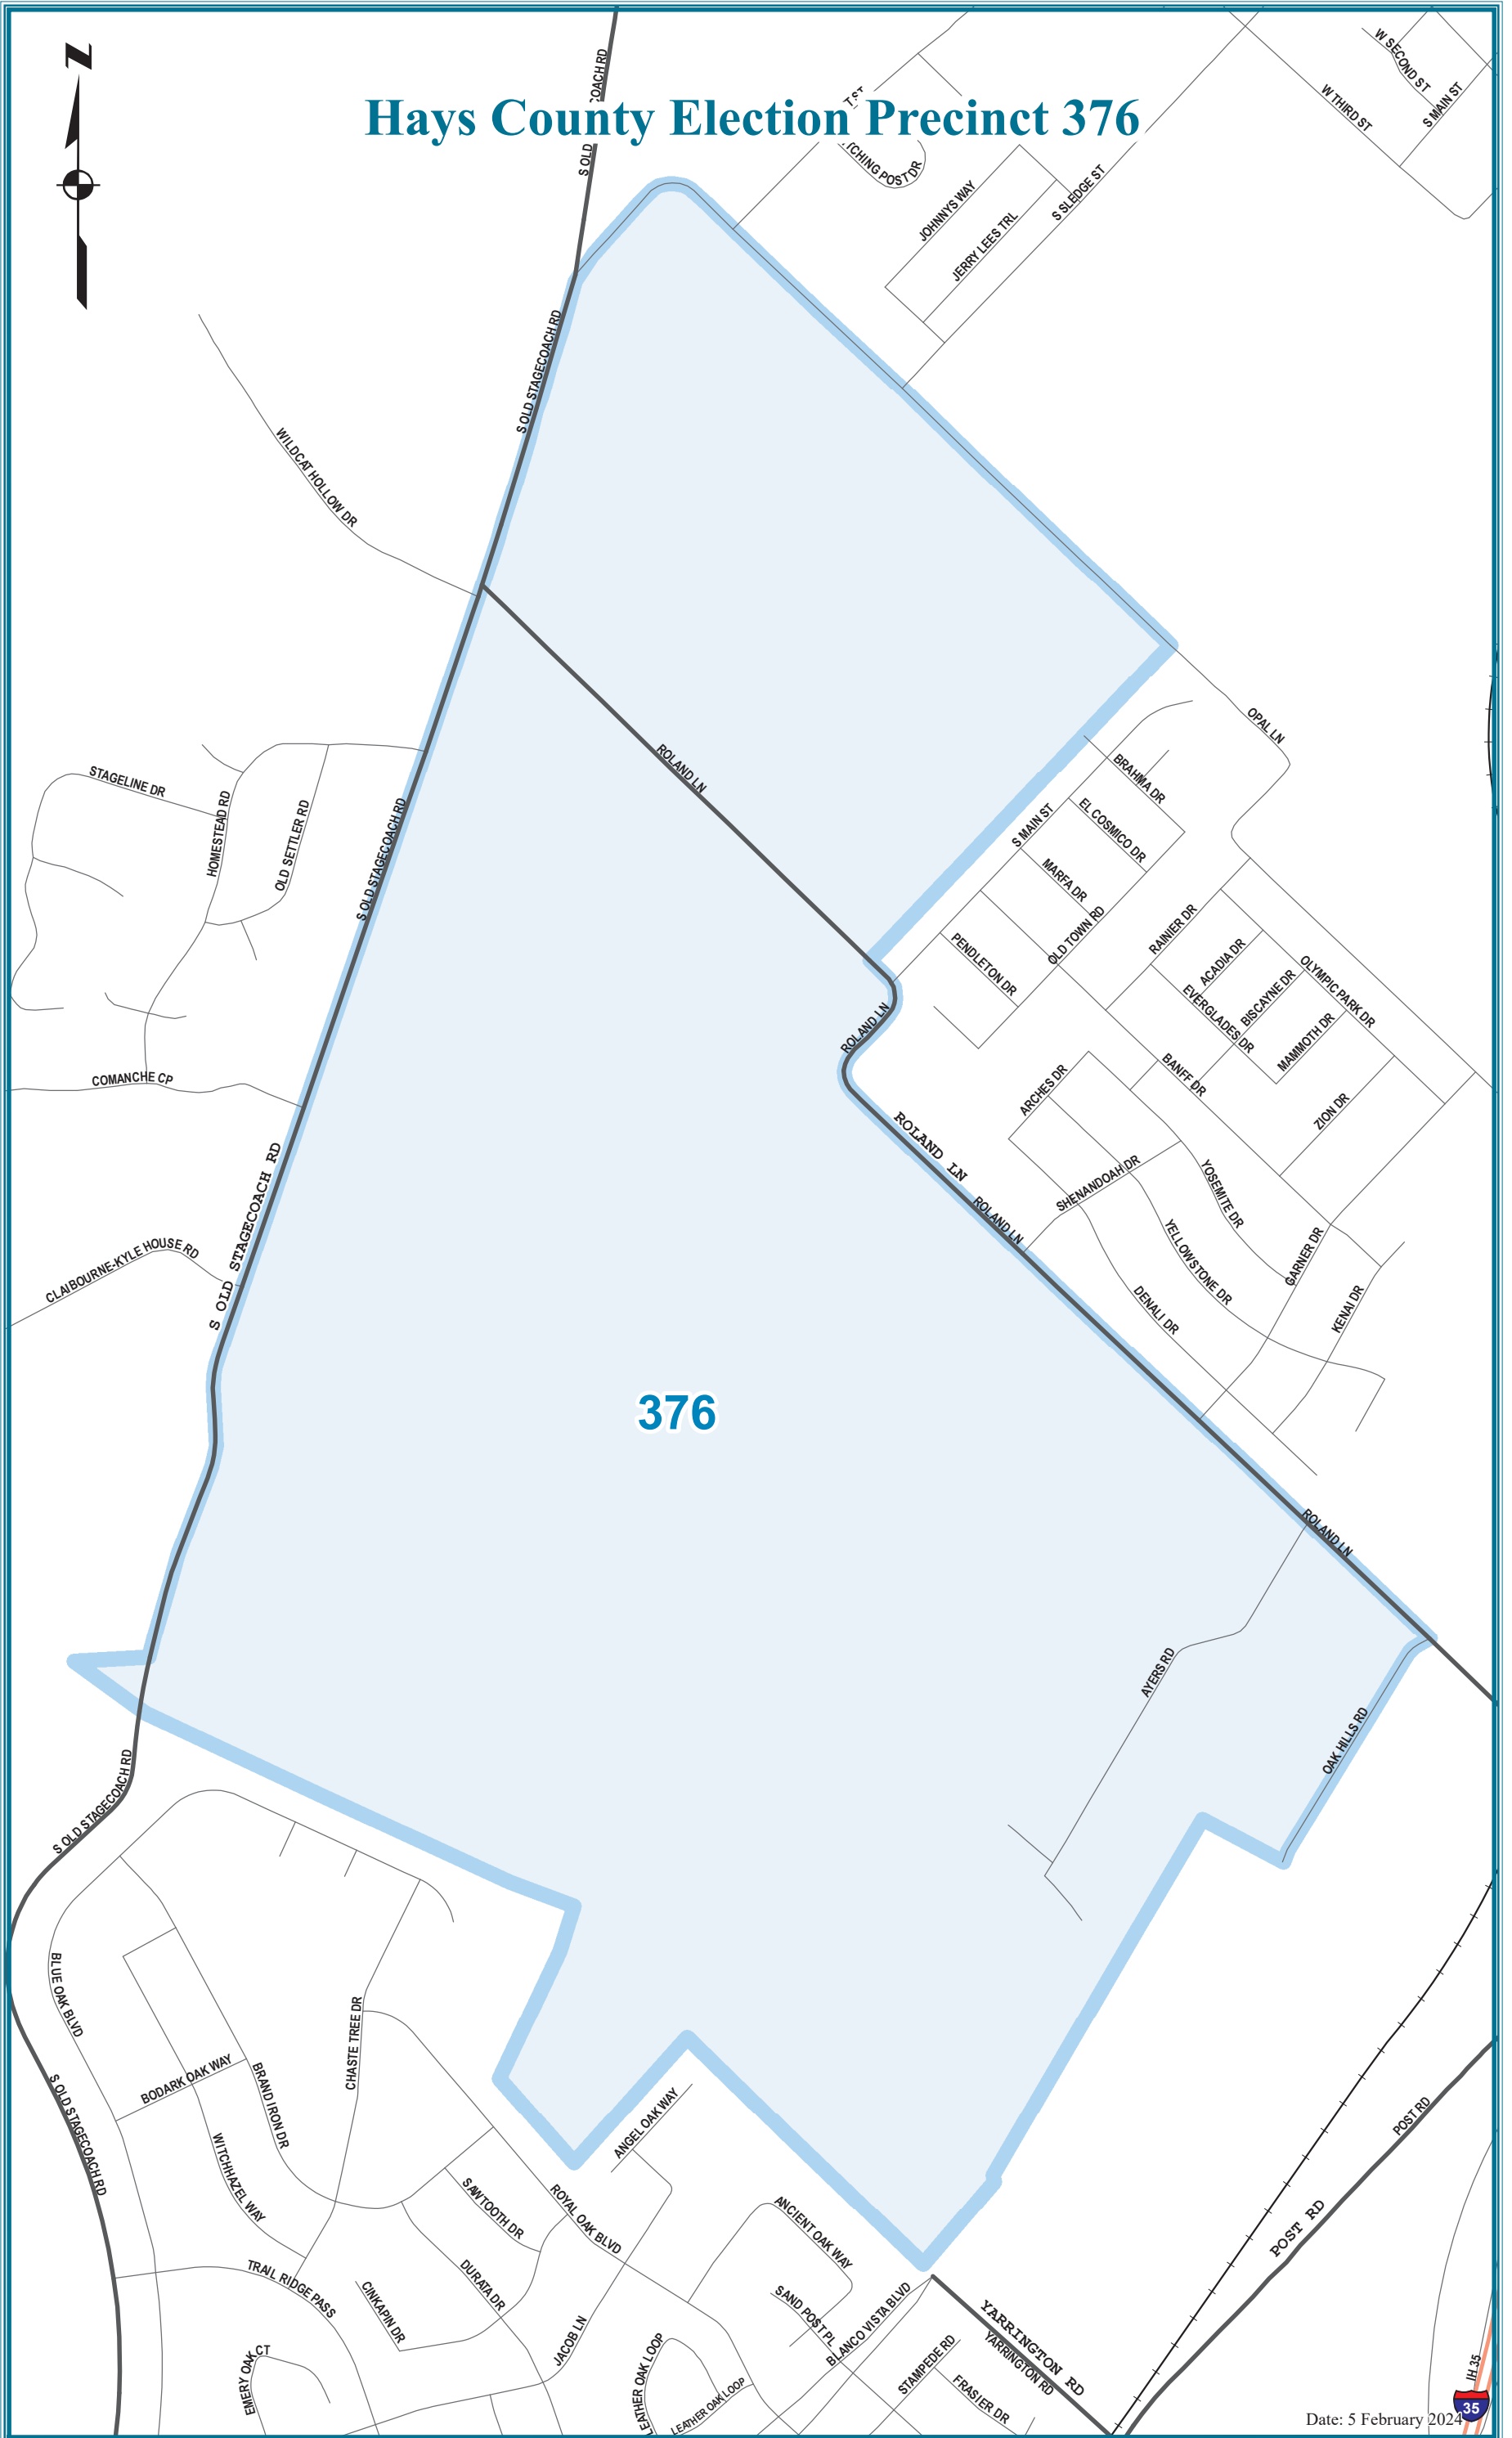 N
S OLD
COACH RD
Hays County Election Precinct 376
T ST
TCHING POST DR
W SECOND ST
W THIRD ST
S MAIN ST
JOHNNYS WAY
JERRY LEES TRL
S SLEDGE ST
S OLD STAGECOACH RD
WILDCAT HOLLOW DR
ROLAND LN
OPAL LN
BRAHMA DR
EL COSMICO DR
S MAIN ST
MARFA DR
OLD TOWN RD
PENDLETON DR
STAGELINE DR
HOMESTEAD RD
OLD SETTLER RD
S OLD STAGECOACH RD
RAINIER DR
ACADIA DR
OLYMPIC PARK DR
BISCAYNE DR
EVERGLADES DR
MAMMOTH DR
ROLAND LN
BANFF DR
ZION DR
ARCHES DR
COMANCHE CP
ROLAND LN
SHENANDOAH DR
YOSEMITE DR
ROLAND LN
YELLOWSTONE DR
GARNER DR
KENAI DR
DENALI DR
S OLD STAGECOACH RD
CLAIBOURNE-KYLE HOUSE RD
376
ROLAND LN
AYERS RD
OAK HILLS RD
S OLD STAGECOACH RD
BLUE OAK BLVD
CHASTE TREE DR
BODARK OAK WAY
BRAND IRON DR
S OLD STAGECOACH RD
WITCHHAZEL WAY
ANGEL OAK WAY
POST RD
SAWTOOTH DR
ROYAL OAK BLVD
ANCIENT OAK WAY
POST RD
TRAIL RIDGE PASS
DURATA DR
CINKAPIN DR
SAND POST PL
BLANCO VISTA BLVD
YARRINGTON RD
YARRINGTON RD
JACOB LN
EMERY OAK CT
LEATHER OAK LOOP
LEATHER OAK LOOP
STAMPEDE RD
FRASIER DR
IH 35
35
Date: 5 February 2024